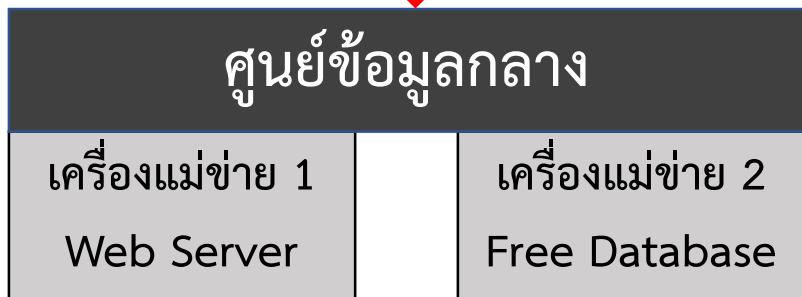 ศูนย์ข้อมูลกลาง
เครื่องแม่ข่าย 1
Web Server
เครื่องแม่ข่าย 2
Free Database